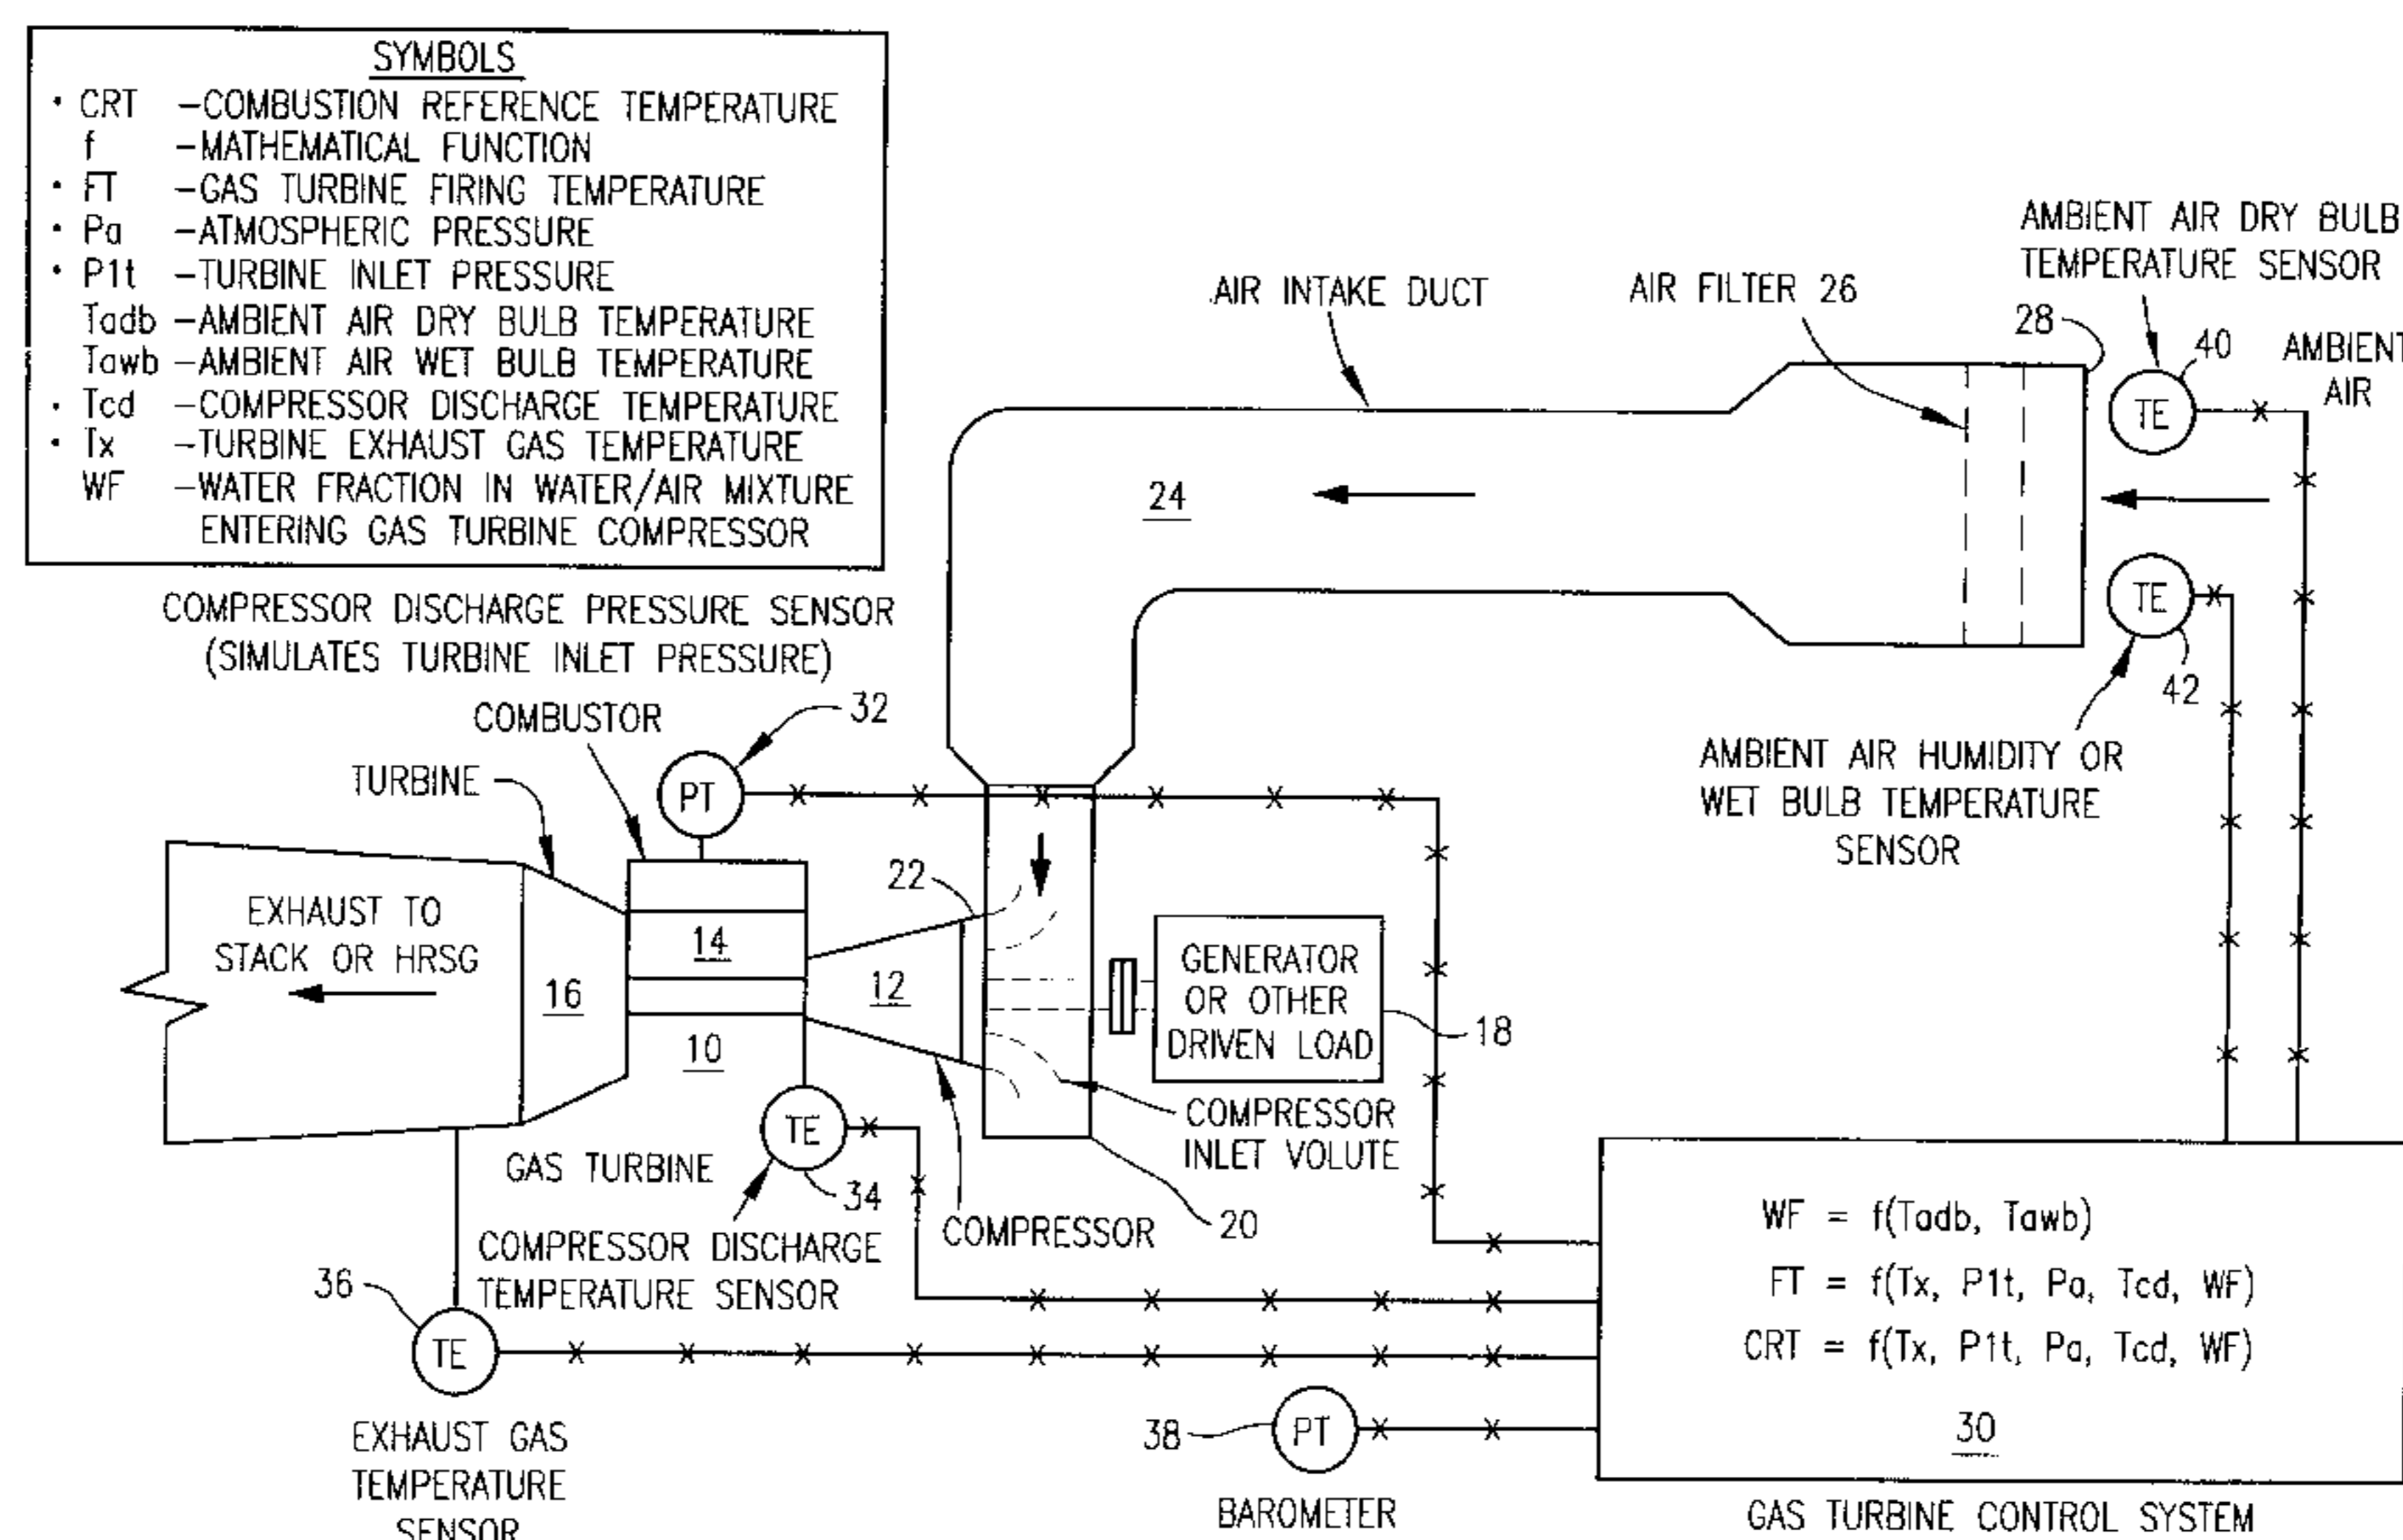 SYMBOLS
· CRT –COMBUSTION REFERENCE TEMPERATURE
f –MATHEMATICAL FUNCTION
· FT –GAS TURBINE FIRING TEMPERATURE
· Pa –ATMOSPHERIC PRESSURE
· P1t –TURBINE INLET PRESSURE
Tadb –AMBIENT AIR DRY BULB TEMPERATURE
Tawb –AMBIENT AIR WET BULB TEMPERATURE
· Tcd –COMPRESSOR DISCHARGE TEMPERATURE
· Tx –TURBINE EXHAUST GAS TEMPERATURE
WF –WATER FRACTION IN WATER/AIR MIXTURE
ENTERING GAS TURBINE COMPRESSOR
COMPRESSOR DISCHARGE PRESSURE SENSOR
(SIMULATES TURBINE INLET PRESSURE)
AIR INTAKE DUCT
AIR FILTER 26
AMBIENT AIR DRY BULB
TEMPERATURE SENSOR
28
40
TE
AMBIENT
AIR
24
TE
42
AMBIENT AIR HUMIDITY OR
WET BULB TEMPERATURE
SENSOR
COMBUSTOR
32
PT
TURBINE
22
EXHAUST TO
STACK OR HRSG
16
14
12
10
GENERATOR
OR OTHER
DRIVEN LOAD
18
COMPRESSOR
INLET VOLUTE
20
GAS TURBINE
TE
34
COMPRESSOR
COMPRESSOR DISCHARGE
TEMPERATURE SENSOR
36
TE
EXHAUST GAS
TEMPERATURE
SENSOR
38
PT
BAROMETER
WF = f(Tadb, Tawb)
FT = f(Tx, P1t, Pa, Tcd, WF)
CRT = f(Tx, P1t, Pa, Tcd, WF)
30
GAS TURBINE CONTROL SYSTEM